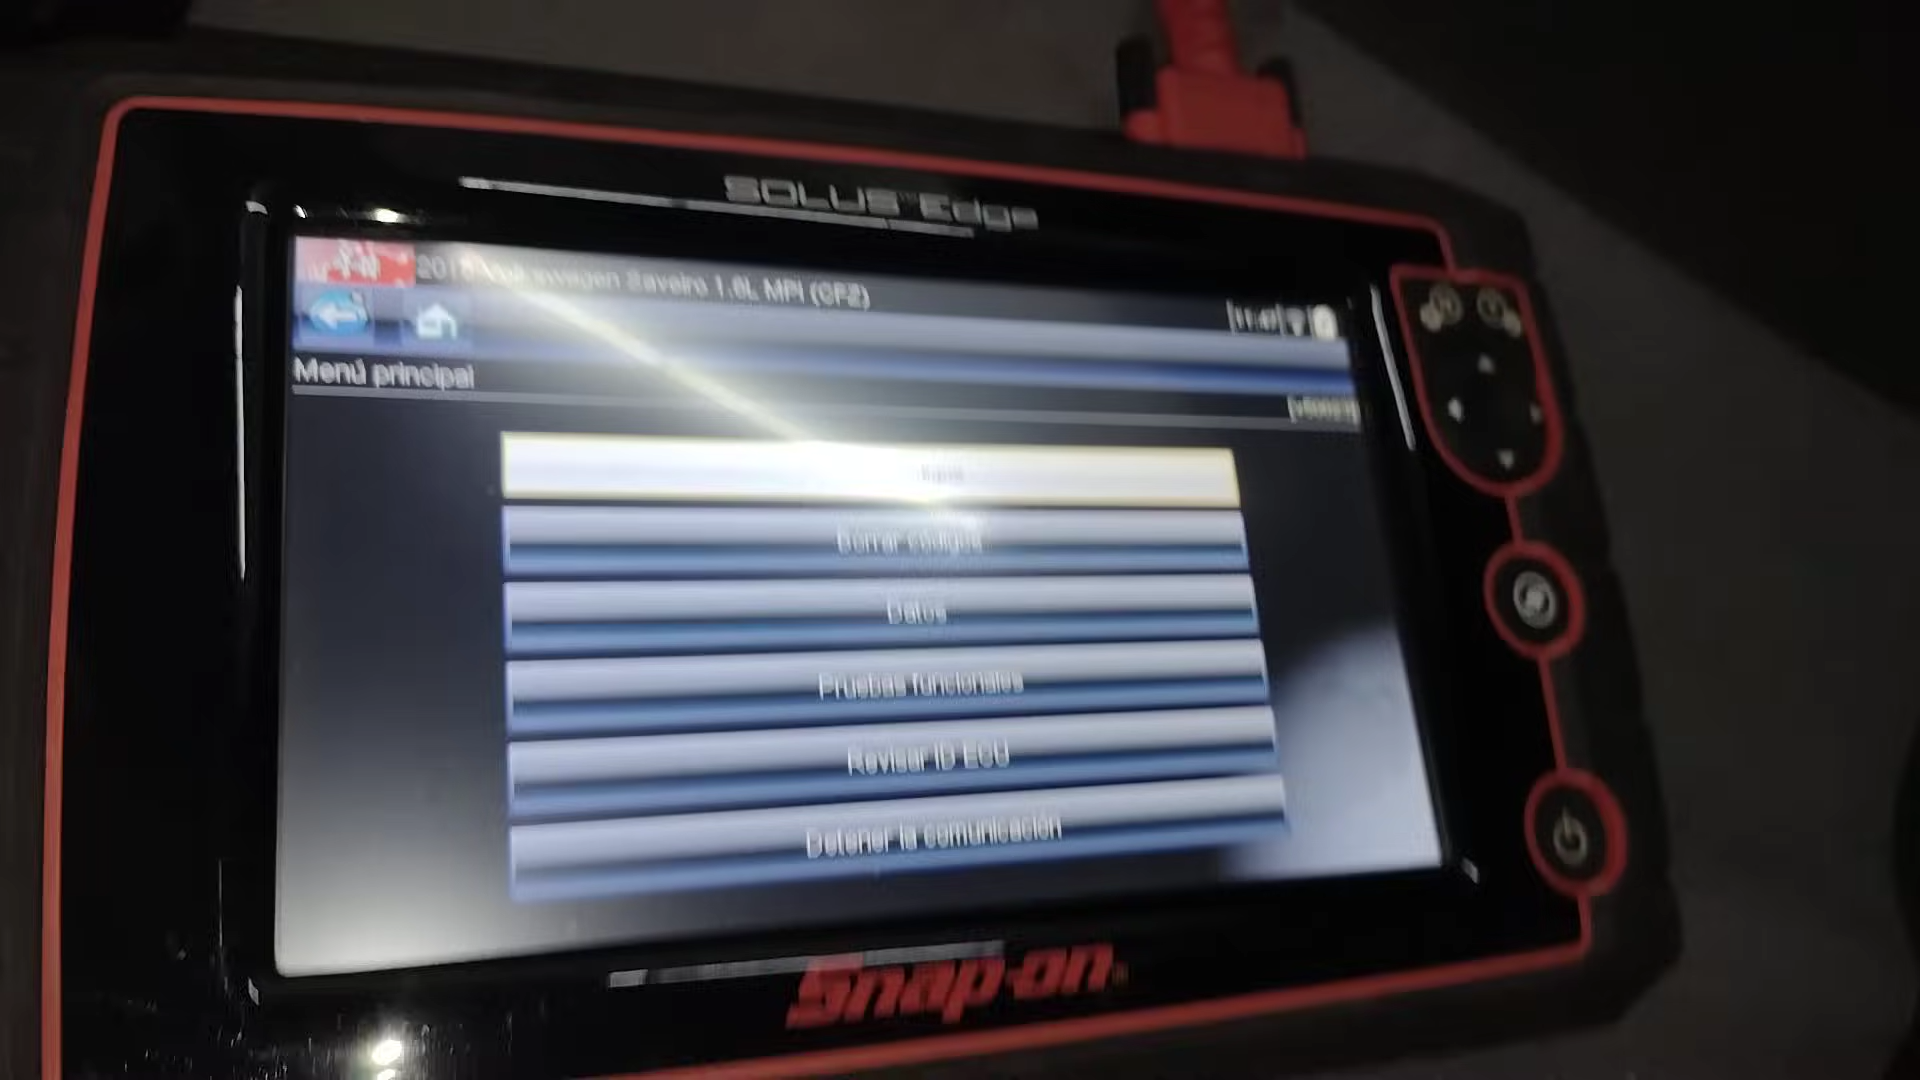 SOLUS Edge
Volkswagen Saveiro 1.6L MPI (CFZ)
Menú principal
Borrar códigos
Datos
Pruebas funcionales
Revisar ID ECU
Detener la comunicación
Snap-on